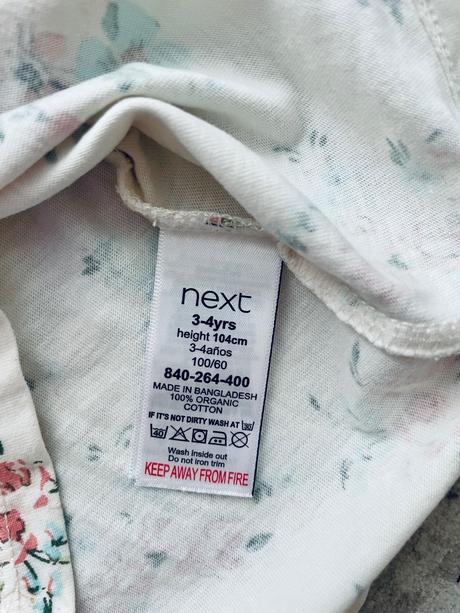 next
3-4yrs
height 104cm
3-4años
100/60
840-264-400
MADE IN BANGLADESH
100% ORGANIC
COTTON
IF IT'S NOT DIRTY WASH AT 30
40
Wash inside out
Do not iron trim
KEEP AWAY FROM FIRE